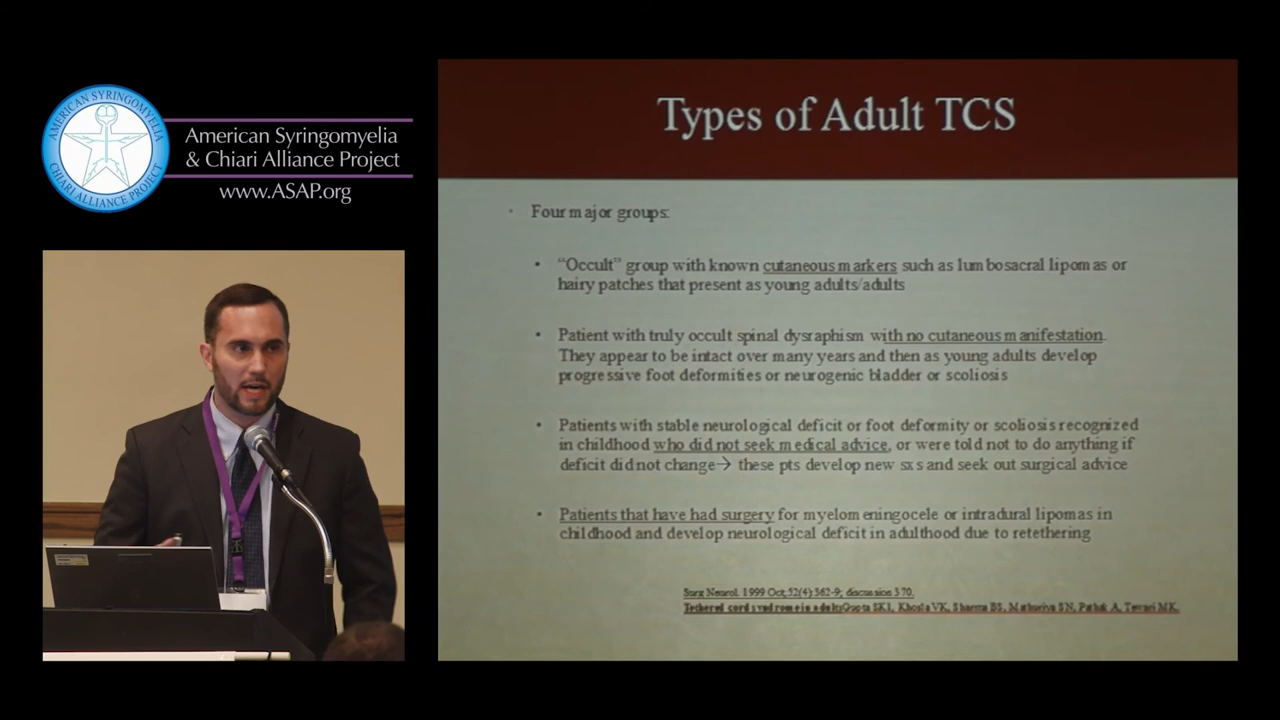 AMERICAN SYRINGOMYELIA
CHIARI ALLIANCE PROJECT
American Syringomyelia
& Chiari Alliance Project
www.ASAP.org
Types of Adult TCS
• Four major groups:
• “Occult” group with known cutaneous markers such as lumbosacral lipomas or
hairy patches that present as young adults/adults
• Patient with truly occult spinal dysraphism with no cutaneous manifestation.
They appear to be intact over many years and then as young adults develop
progressive foot deformities or neurogenic bladder or scoliosis
• Patients with stable neurological deficit or foot deformity or scoliosis recognized
in childhood who did not seek medical advice, or were told not to do anything if
deficit did not change→ these pts develop new sxs and seek out surgical advice
• Patients that have had surgery for myelomeningocele or intradural lipomas in
childhood and develop neurological deficit in adulthood due to retethering
Surg Neurol. 1999 Oct;52(4):362-9; discussion 370.
Tethered cord syndrome in adults Gupta SK1, Khosla VK, Sharma BS, Mathuriya SN, Pathak A, Tewari MK.